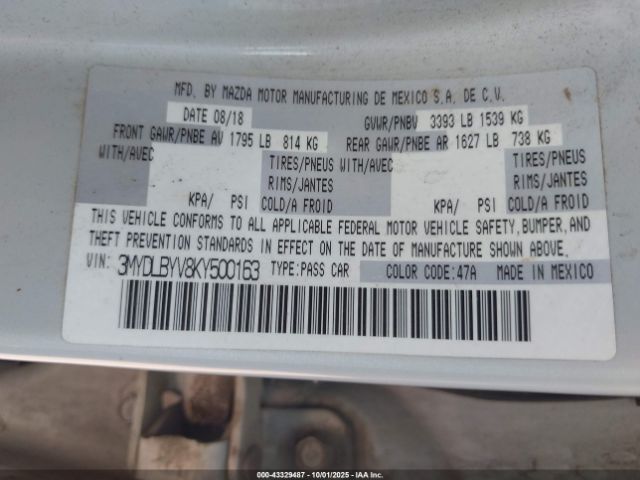 MFD. BY MAZDA MOTOR MANUFACTURING DE MEXICO S.A. DE C.V.
DATE 08/18 GVWR/PNBV 3393 LB 1539 KG
FRONT GAWR/PNBE AV 1795 LB 814 KG REAR GAWR/PNBE AR 1627 LB 738 KG
WITH/AVEC TIRES/PNEUS WITH/AVEC TIRES/PNEUS
RIMS/JANTES RIMS/JANTES
KPA/ PSI COLD/A FROID KPA/ PSI COLD/A FROID
THIS VEHICLE CONFORMS TO ALL APPLICABLE FEDERAL MOTOR VEHICLE SAFETY, BUMPER, AND
THEFT PREVENTION STANDARDS IN EFFECT ON THE DATE OF MANUFACTURE SHOWN ABOVE.
VIN: 3MYDLBYV8KY500163 TYPE: PASS CAR COLOR CODE: 47A MADE IN MEXICO
© COPY 000-43329487 - 10/01/2025 - IAA Inc.